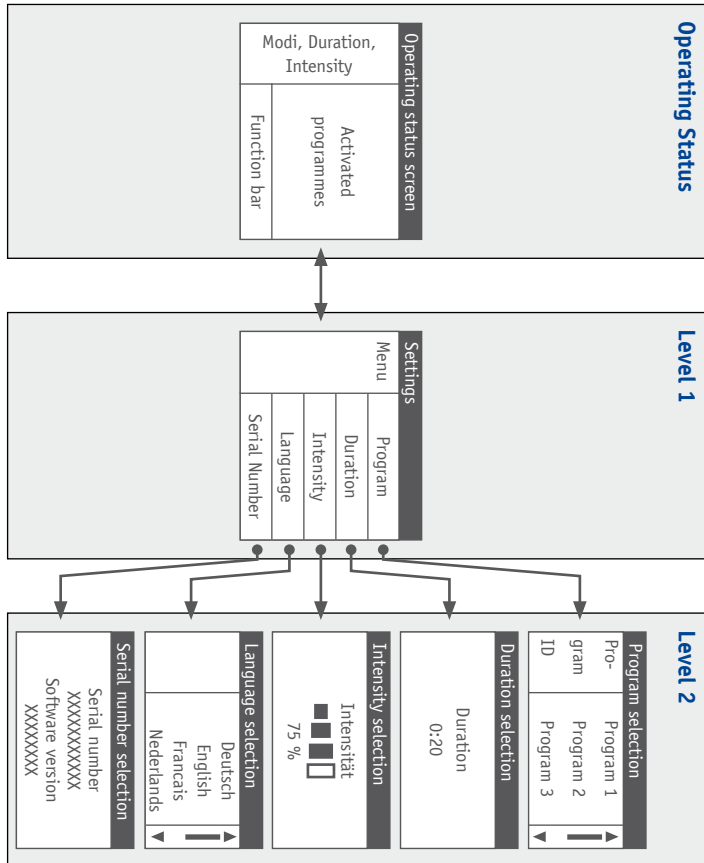 Operating Status
Operating status screen
Modi, Duration,
Intensity
Activated
programmes
Function bar
Level 1
Settings
Menu
Program
Duration
Intensity
Language
Serial Number
Level 2
Program selection
Pro-
gram
ID
Program 1
Program 2
Program 3
Duration selection
Duration
0:20
Intensity selection
Intensität
75 %
Language selection
Deutsch
English
Francais
Nederlands
Serial number selection
Serial number
XXXXXXXXXXX
Software version
XXXXXXXX